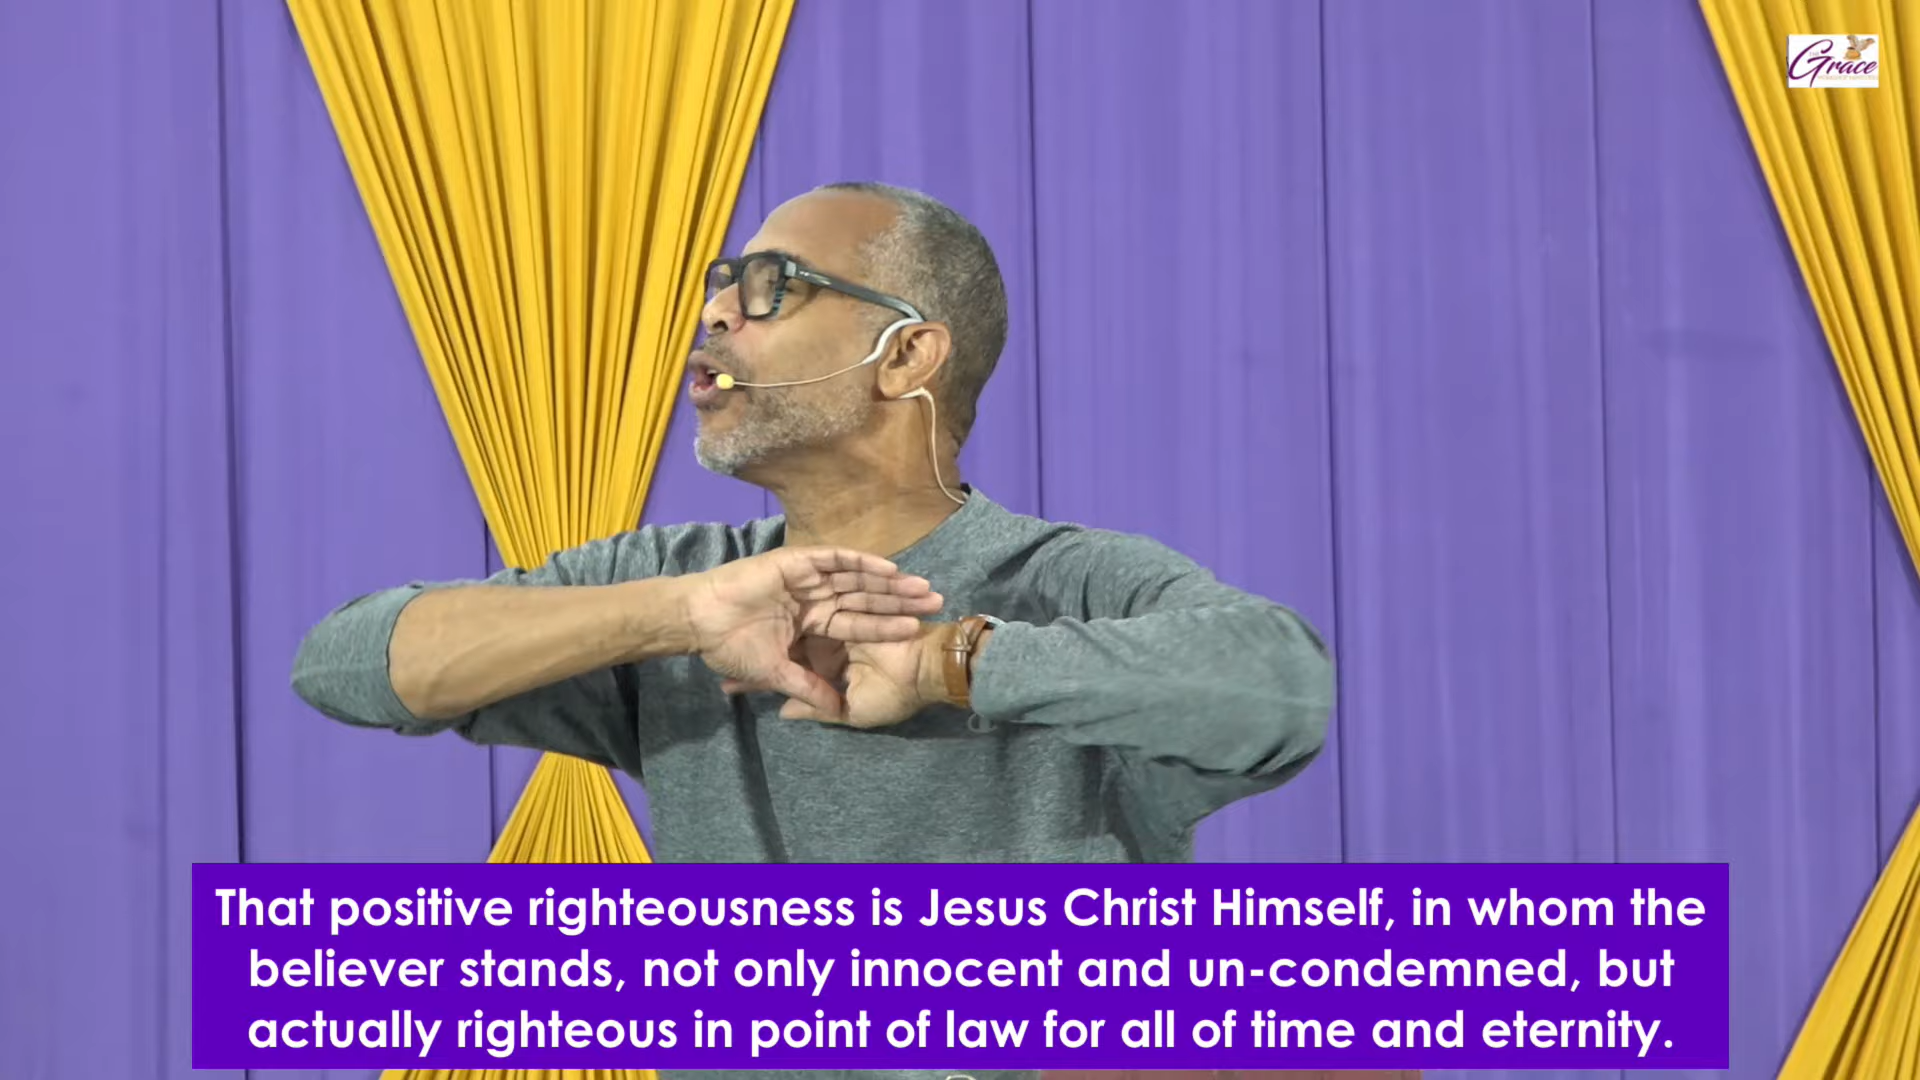 Grace
That positive righteousness is Jesus Christ Himself, in whom the
believer stands, not only innocent and un-condemned, but
actually righteous in point of law for all of time and eternity.